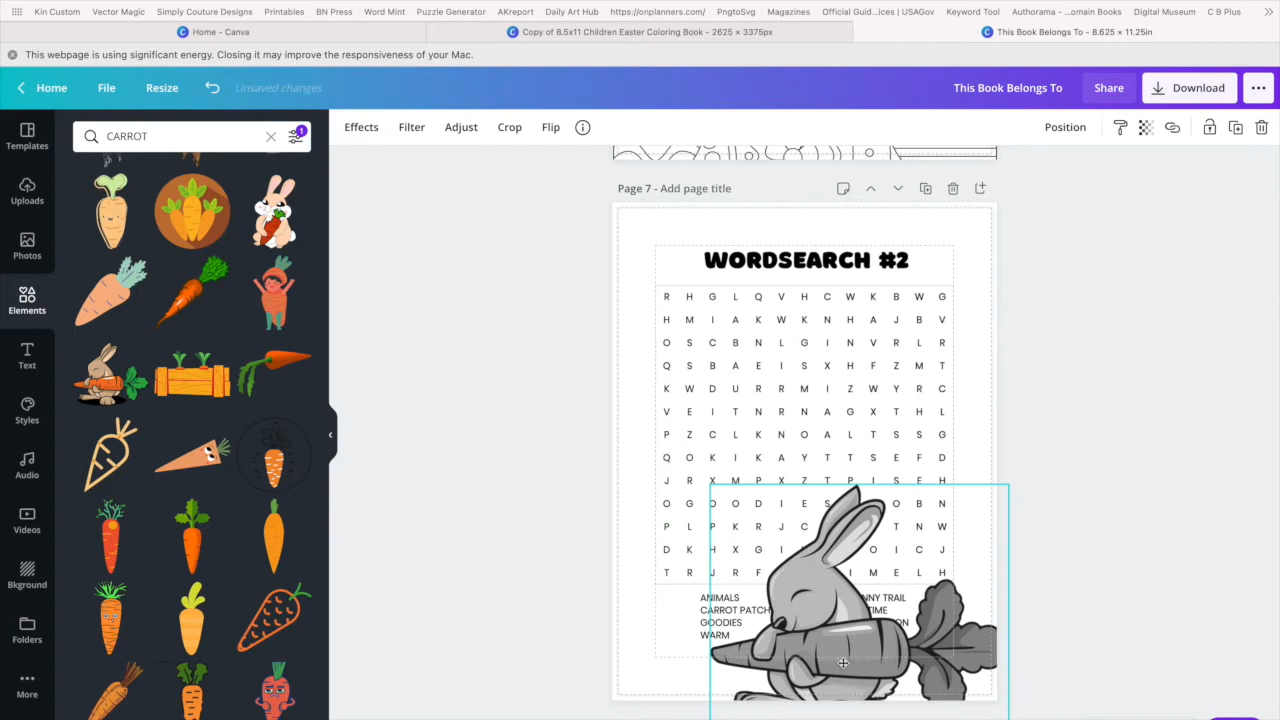 Kin Custom Vector Magic Simply Couture Designs Printables BN Press Word Mint Puzzle Generator AKreport Daily Art Hub https://onplanners.com/ PngtoSvg Magazines Official Guid...ices | USAGov Keyword Tool Authorama - ...omain Books Digital Museum C B Plus
Home - Canva Copy of 8.5x11 Children Easter Coloring Book - 2625 × 3375px This Book Belongs To - 8.625 × 11.25in
This webpage is using significant energy. Closing it may improve the responsiveness of your Mac.
Home File Resize Unsaved changes This Book Belongs To Share Download
Templates
Uploads
Photos
Elements
Text
Styles
Audio
Videos
Bkground
Folders
More
CARROT 1
Effects Filter Adjust Crop Flip Position
Page 7 - Add page title
WORDSEARCH #2
R H G L Q V H C W K B W G
H M I A K W K N H A J B V
O S C B N L G I N V R L R
Q S B A E I S X H F Z M T
K W D U R R M I Z W Y R C
V E I T N R N A G X T H L
P Z C L K N O A L T S S G
Q O K I K A Y T T S E F D
J R X M P X Z T P I S E H
O G O O D I E S O B N
P L P K R J C T N W
D K H X G I O I C J
T R J R F I M E L H
ANIMALS NNY TRAIL
CARROT PATCH TIME
GOODIES ON
WARM